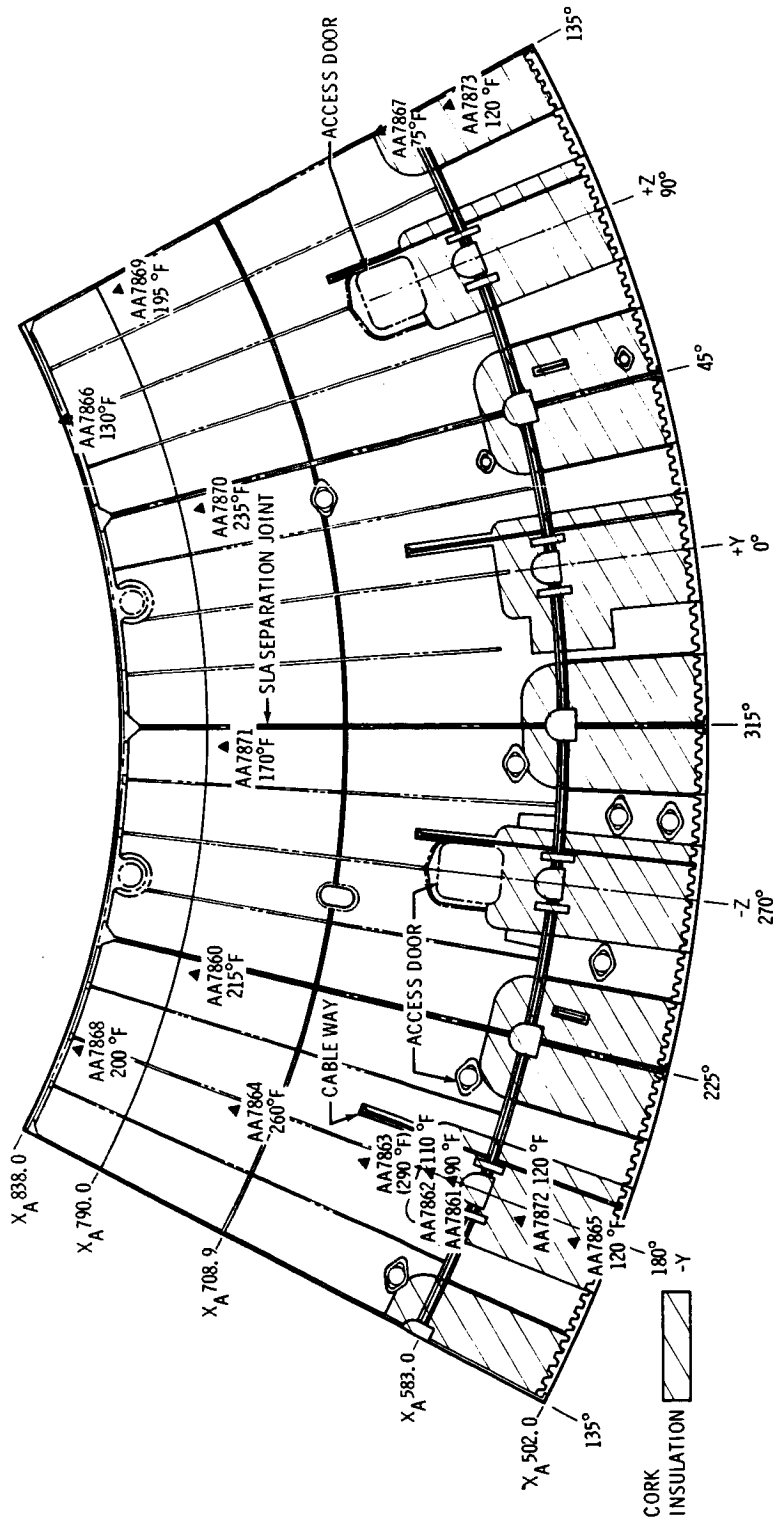 X_A 838.0
X_A 790.0
X_A 708.9
X_A 583.0
X_A 502.0
135°
CORK
INSULATION
180°
-Y
225°
-Z
270°
315°
+Y
0°
45°
+Z
90°
135°
AA7868
200 °F
AA7864
260°F
AA7860
215°F
CABLE WAY
ACCESS DOOR
AA7863
(290 °F)
AA7862
110 °F
AA7861
90 °F
AA7872 120 °F
AA7865
120 °F
AA7871
170°F
SLA SEPARATION JOINT
AA7870
235°F
AA7866
130°F
AA7869
195 °F
ACCESS DOOR
AA7867
75°F
AA7873
120 °F